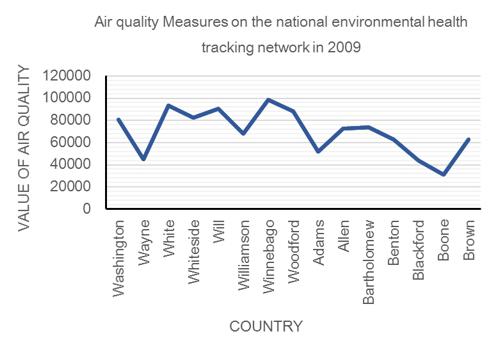 Air quality Measures on the national environmental health
tracking network in 2009
VALUE OF AIR QUALITY
120000
100000
80000
60000
40000
20000
0
Washington
Wayne
White
Whiteside
Will
Williamson
Winnebago
Woodford
Adams
Allen
Bartholomew
Benton
Blackford
Boone
Brown
COUNTRY